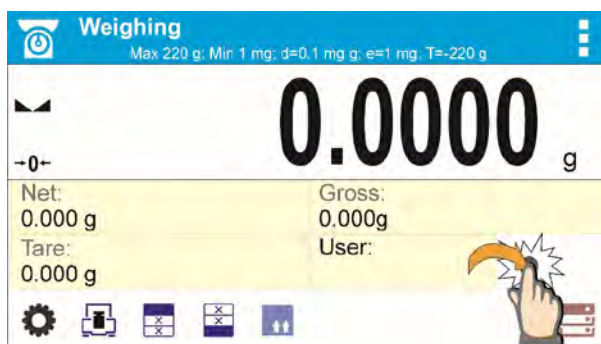 Weighing
Max 220 g: Min 1 mg: d=0.1 mg g: e=1 mg: T=-220 g
0.0000 g
→0←
Net:
0.000 g
Gross:
0.000g
Tare:
0.000 g
User: